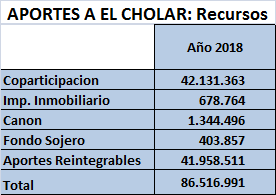 APORTES A EL CHOLAR: Recursos
Año 2018
Coparticipacion 42.131.363
Imp. Inmobiliario 678.764
Canon 1.344.496
Fondo Sojero 403.857
Aportes Reintegrables 41.958.511
Total 86.516.991